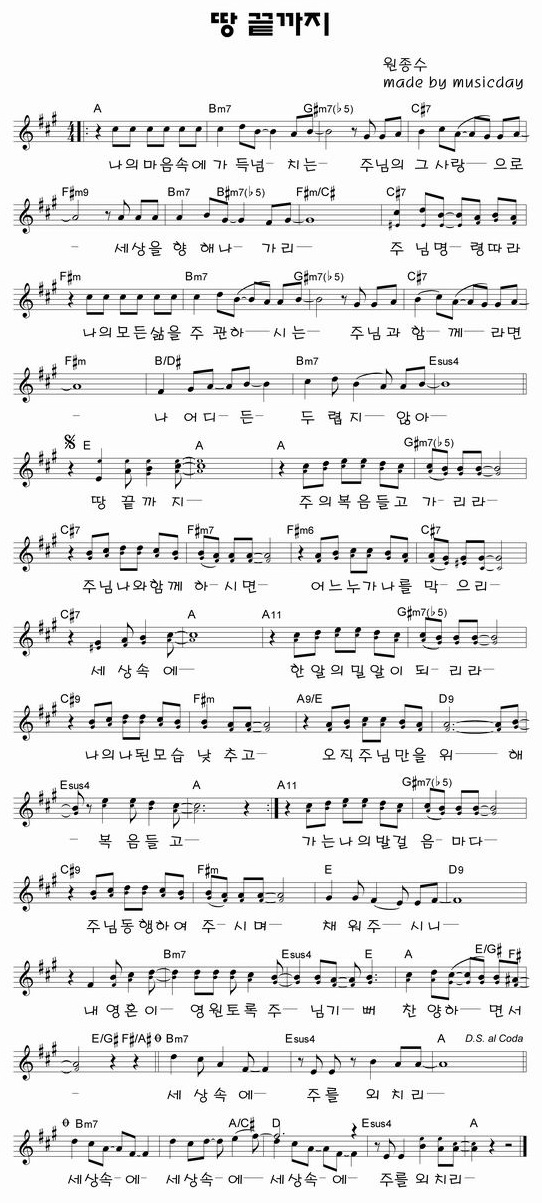 땅 끝까지
원종수
made by musicday
A Bm7 G♯m7(♭5) C♯7
나의마음속에 가 득넘- 치는- 주님의 그 사랑- 으로
F♯m9 Bm7 B♯m7(♭5) F♯m/C♯ C♯7
- 세상을 향 해나- 가리- 주 님명- 령따라
F♯m Bm7 G♯m7(♭5) C♯7
나의모든삶을 주 관하- 시는- 주님과 함- 께- 라면
F♯m B/D♯ Bm7 Esus4
- 나 어디- 든- 두 렵지- 않아-
E A A G♯m7(♭5)
땅 끝까 지- 주의복음들고 가- 리라-
C♯7 F♯m7 F♯m6 C♯7
주님나와함께 하- 시면- 어느누가나를 막- 으리-
C♯7 A A11 G♯m7(♭5)
세 상속 에- 한알의밀알이 되- 리라-
C♯9 F♯m A9/E D9
나의나된모습 낮 추고- 오직주님만을 위- 해
Esus4 A A11 G♯m7(♭5)
- 복 음들 고- 가는나의발걸 음- 마다-
C♯9 F♯m E D9
주님동행하여 주- 시며- 채 워주- 시니-
Bm7 Esus4 E A E/G♯ F♯
내 영혼 이- 영원토록 주- 님기- 뻐 찬 양하- 면서
E/G♯ F♯/A♯ Bm7 Esus4 A D.S. al Coda
- 세 상속 에- 주를 외 치리-
Bm7 A/C♯ D Esus4 A
세상속- 에- 세상속- 에- 세상속- 에- 주를 외치리-